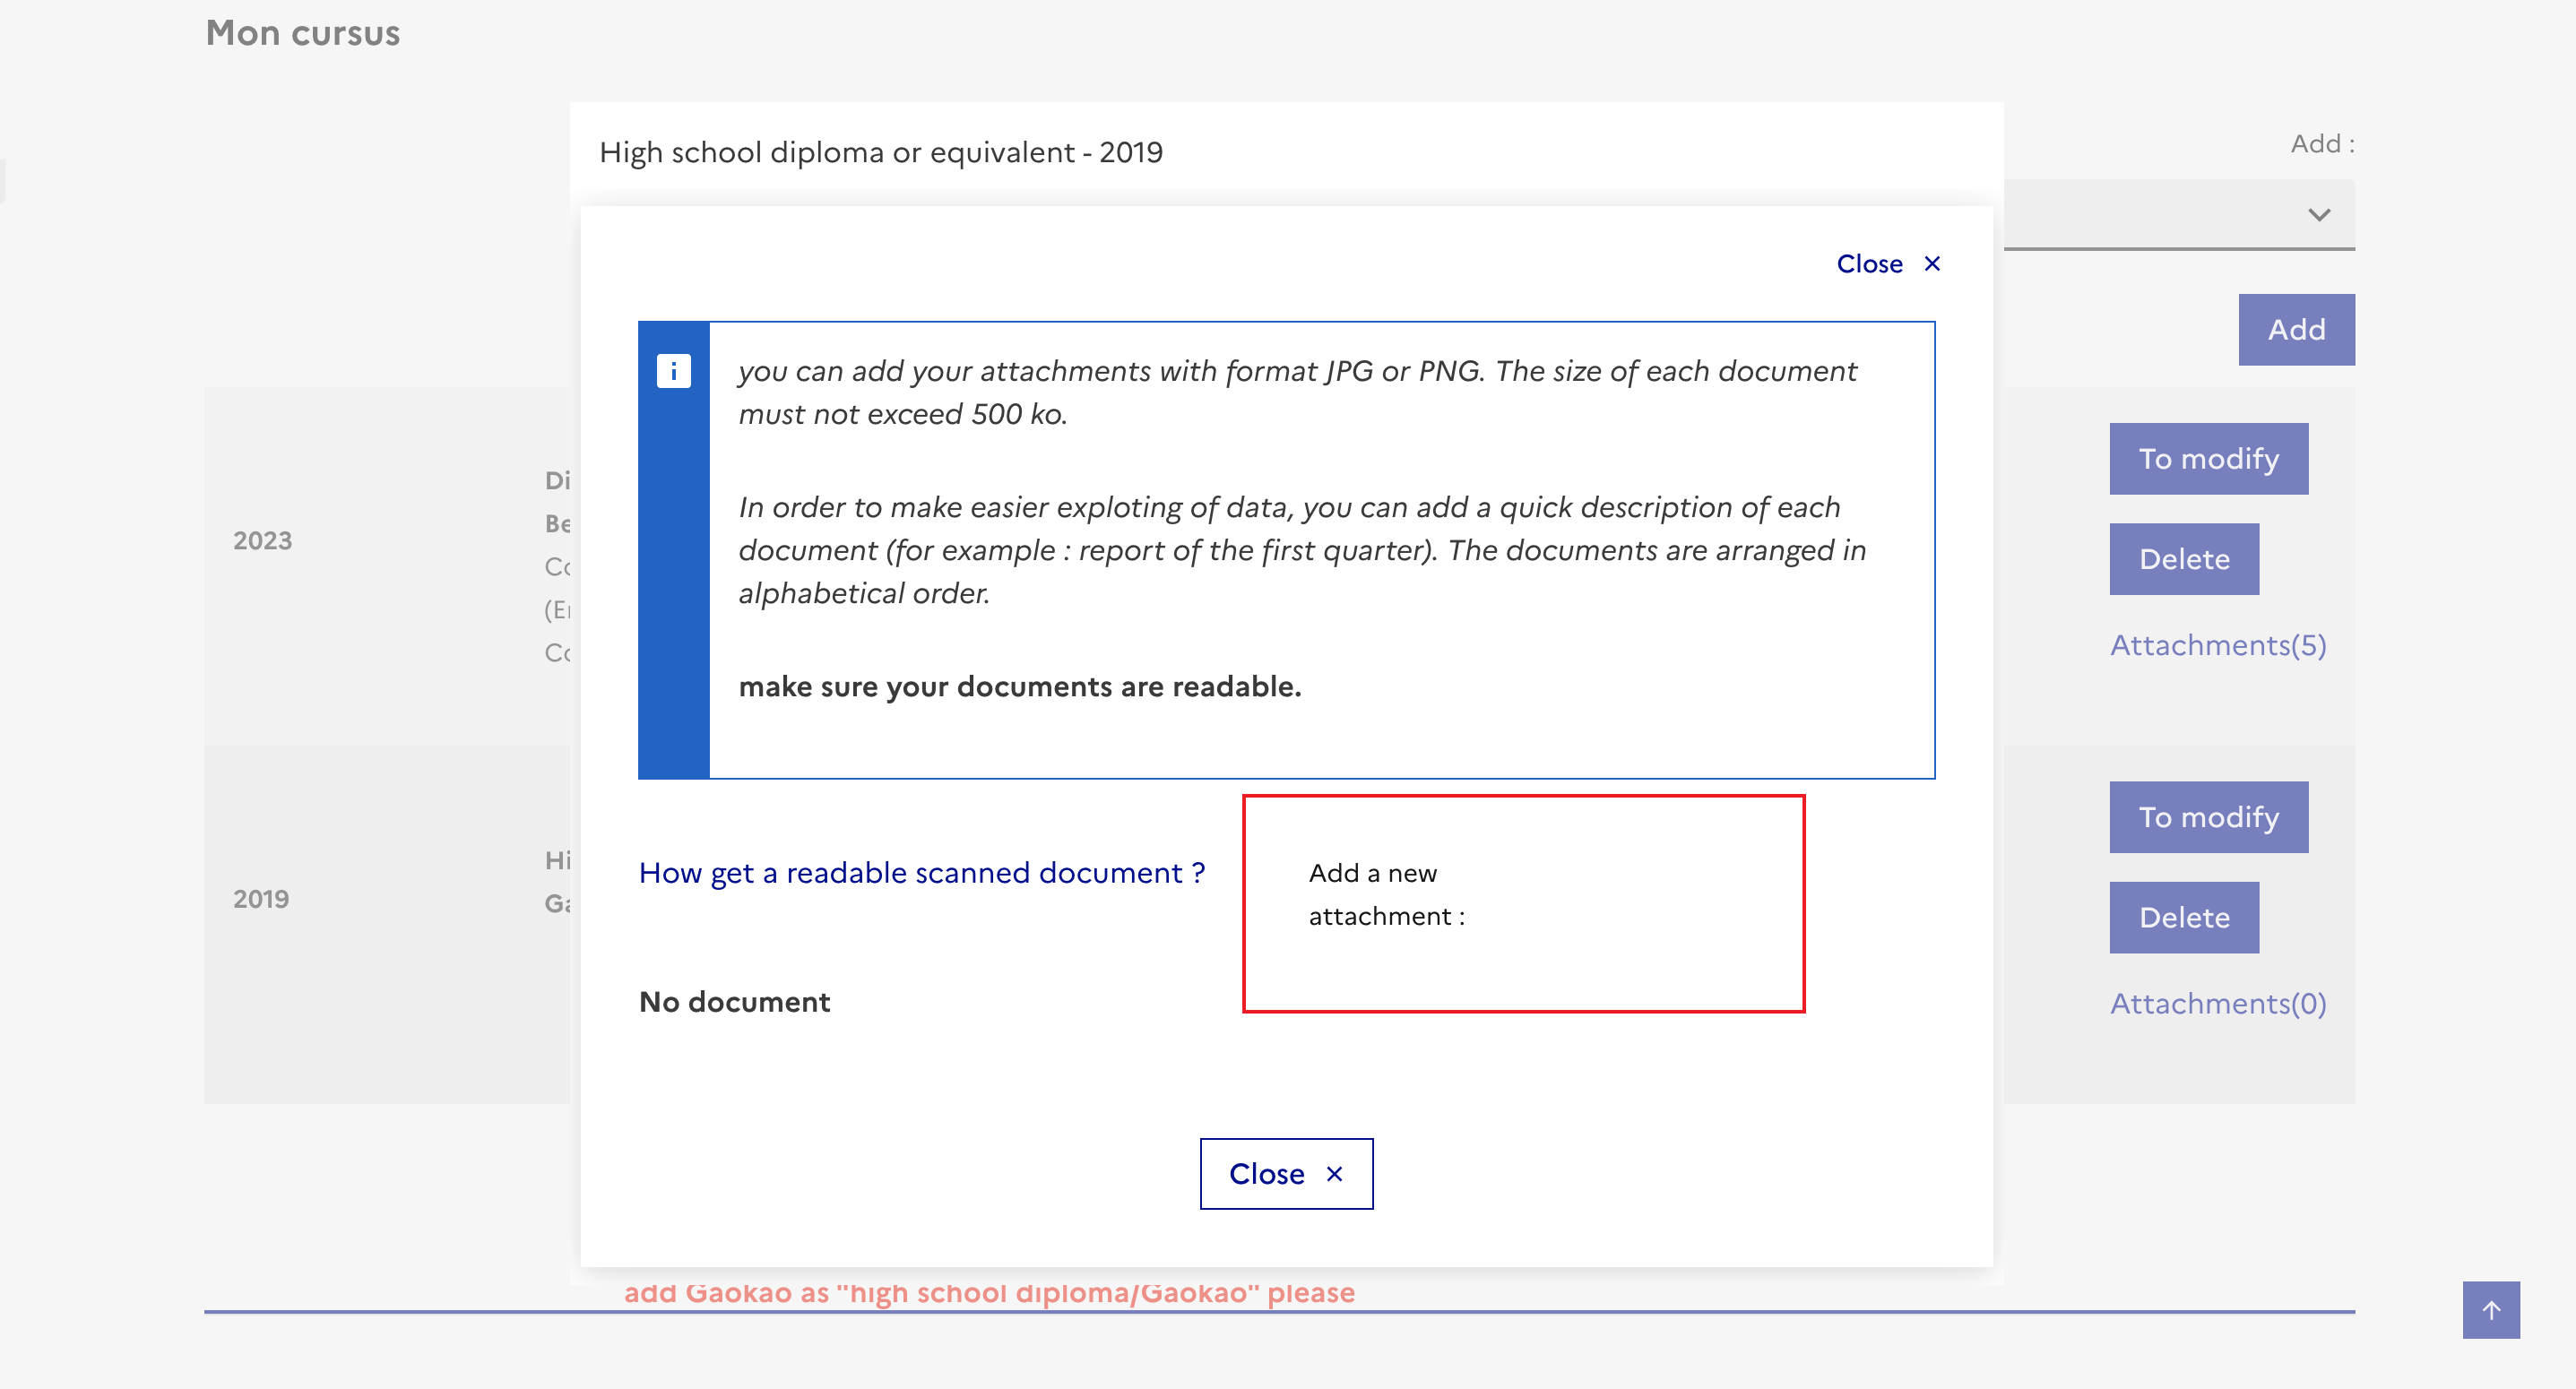 Mon cursus
High school diploma or equivalent - 2019
Add :
Close ×
Add
you can add your attachments with format JPG or PNG. The size of each document
must not exceed 500 ko.
In order to make easier exploting of data, you can add a quick description of each
document (for example : report of the first quarter). The documents are arranged in
alphabetical order.
make sure your documents are readable.
2023
Di
Be
Co
(Er
Co
To modify
Delete
Attachments(5)
How get a readable scanned document ?
Add a new
attachment :
No document
2019
Hi
Ga
To modify
Delete
Attachments(0)
Close ×
add Gaokao as "high school diploma/Gaokao" please